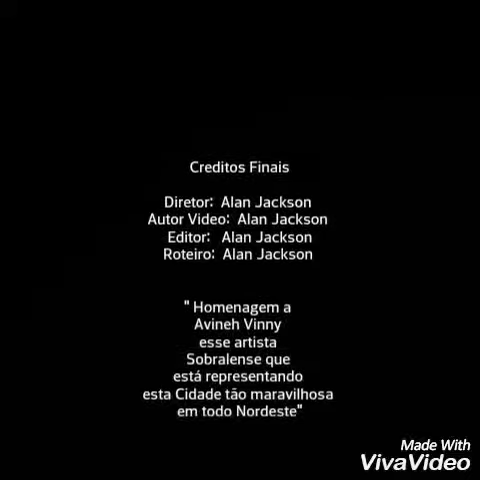 Creditos Finais
Diretor: Alan Jackson
Autor Video: Alan Jackson
Editor: Alan Jackson
Roteiro: Alan Jackson
" Homenagem a
Avineh Vinny
esse artista
Sobralense que
está representando
esta Cidade tão maravilhosa
em todo Nordeste"
Made With
VivaVideo